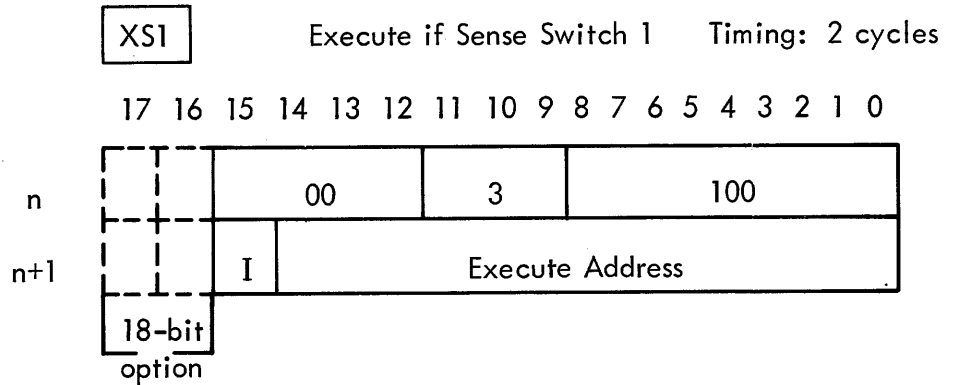 XS1 Execute if Sense Switch 1 Timing: 2 cycles
17 16 15 14 13 12 11 10 9 8 7 6 5 4 3 2 1 0
n 00 3 100
n+1 I Execute Address
18-bit
option